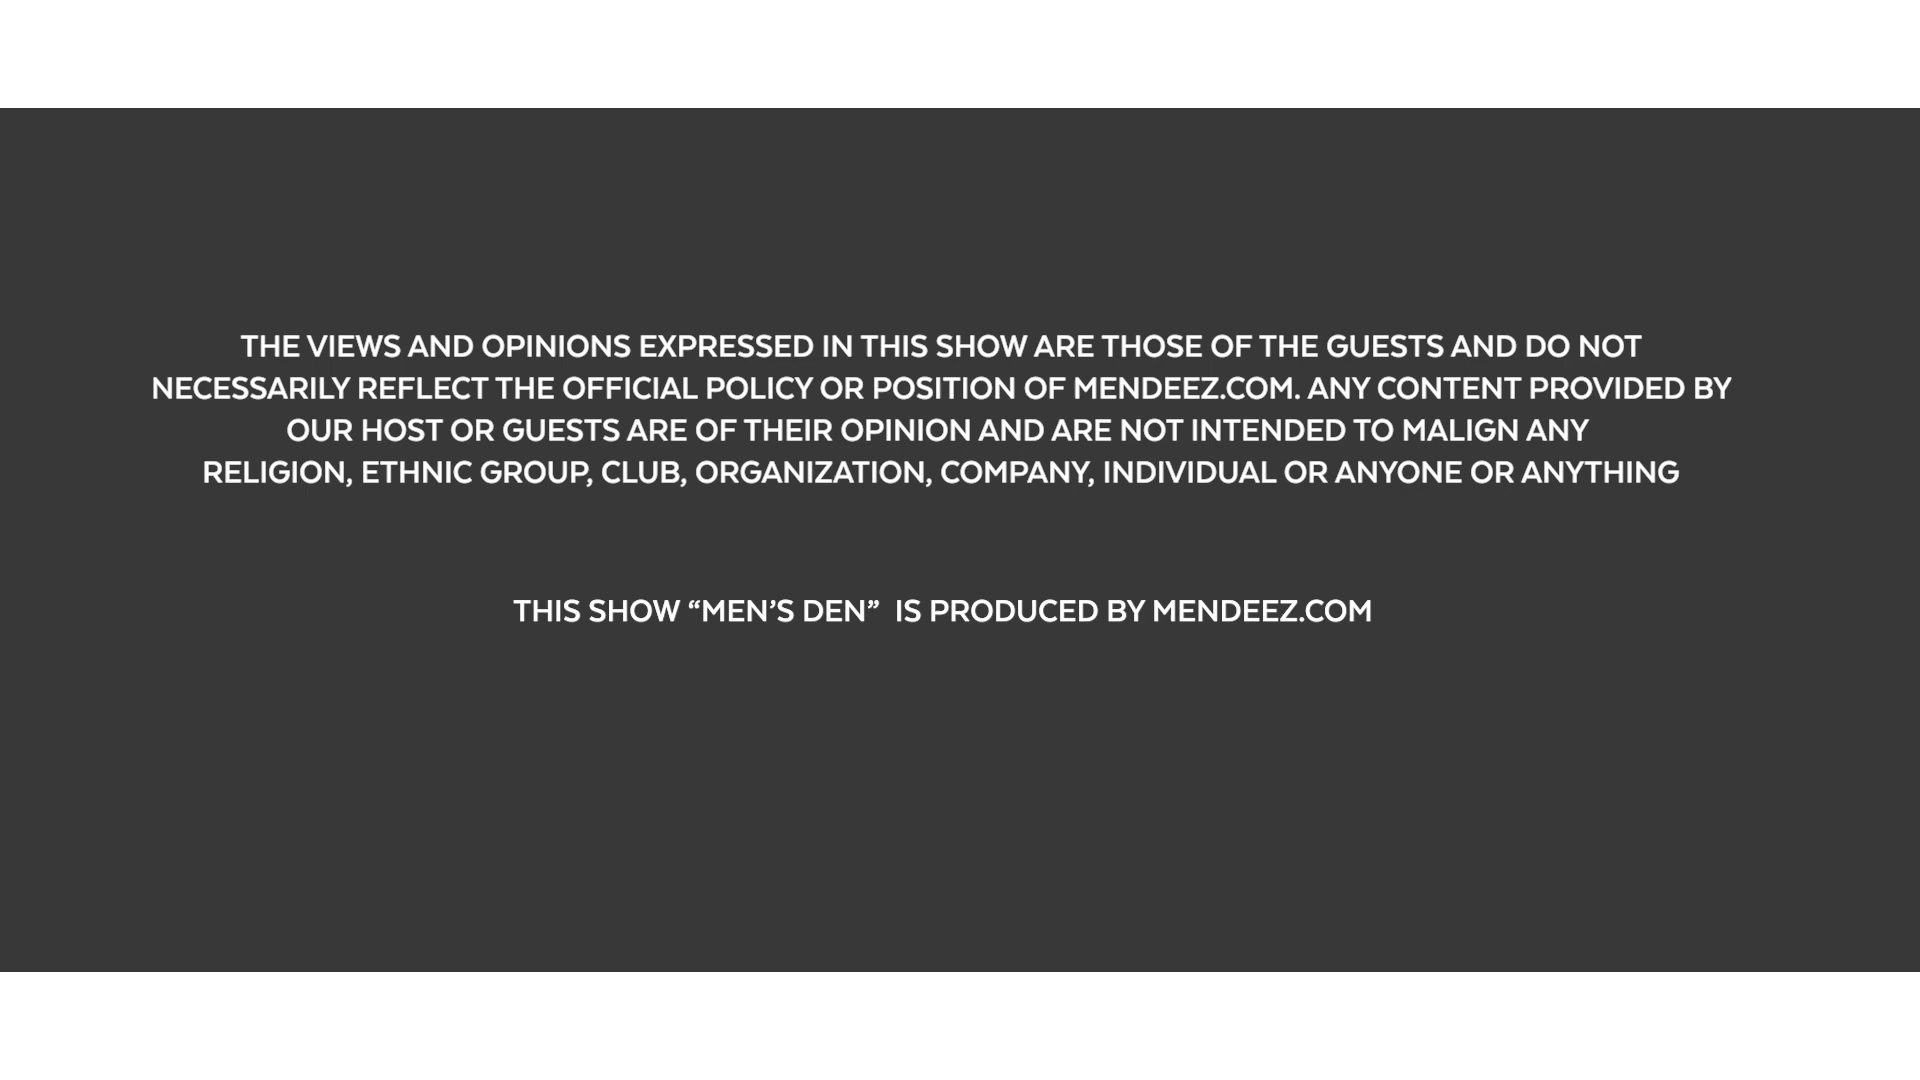 THE VIEWS AND OPINIONS EXPRESSED IN THIS SHOW ARE THOSE OF THE GUESTS AND DO NOT
NECESSARILY REFLECT THE OFFICIAL POLICY OR POSITION OF MENDEEZ.COM. ANY CONTENT PROVIDED BY
OUR HOST OR GUESTS ARE OF THEIR OPINION AND ARE NOT INTENDED TO MALIGN ANY
RELIGION, ETHNIC GROUP, CLUB, ORGANIZATION, COMPANY, INDIVIDUAL OR ANYONE OR ANYTHING
THIS SHOW “MEN’S DEN”  IS PRODUCED BY MENDEEZ.COM